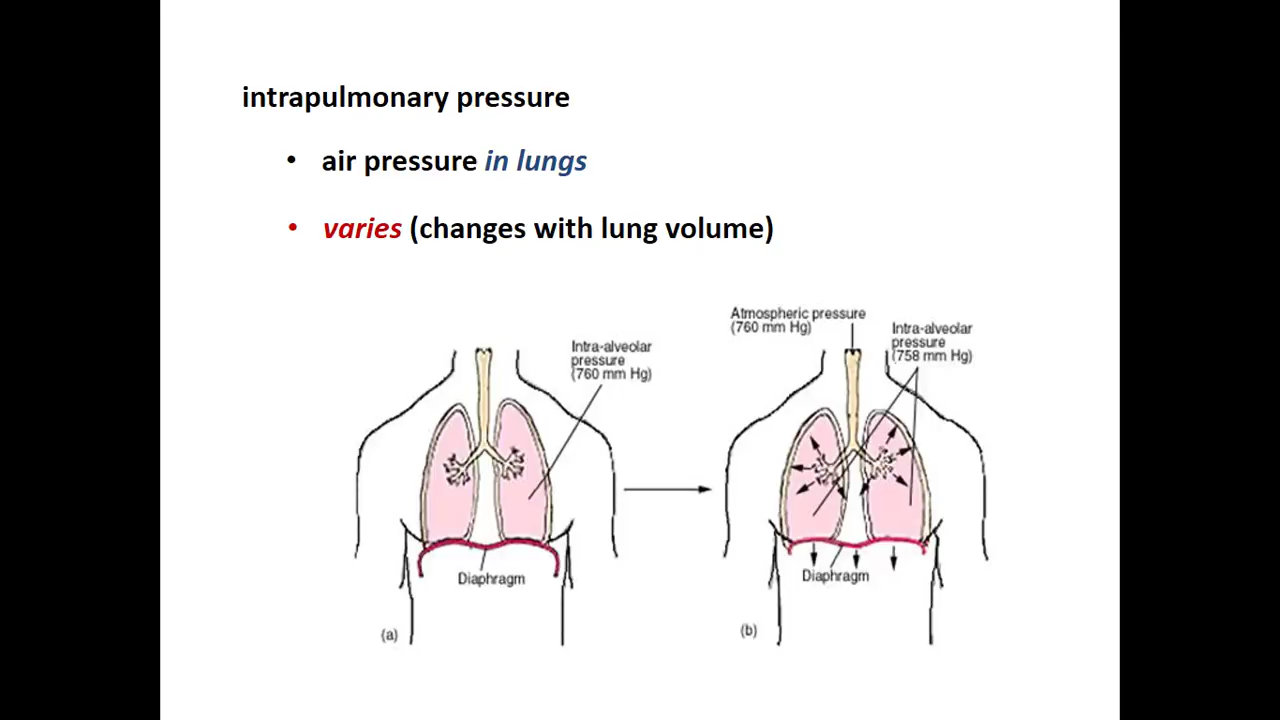 intrapulmonary pressure
• air pressure in lungs
• varies (changes with lung volume)
Intra-alveolar
pressure
(760 mm Hg)
Diaphragm
(a)
Atmospheric pressure
(760 mm Hg)
Intra-alveolar
pressure
(758 mm Hg)
Diaphragm
(b)